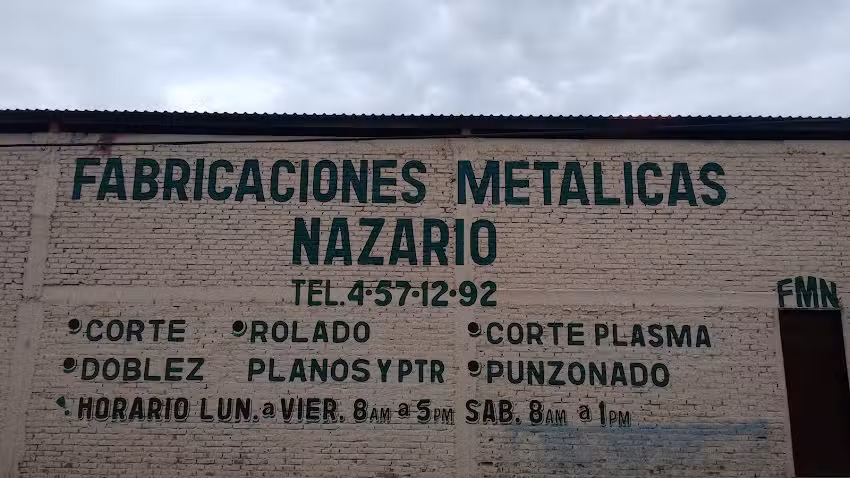 FABRICACIONES METALICAS
NAZARIO
TEL. 4·57·12·92
FMN
CORTE ROLADO CORTE PLASMA
DOBLEZ PLANOS Y PTR PUNZONADO
HORARIO LUN. a VIER. 8AM a 5PM SAB. 8AM a 1PM